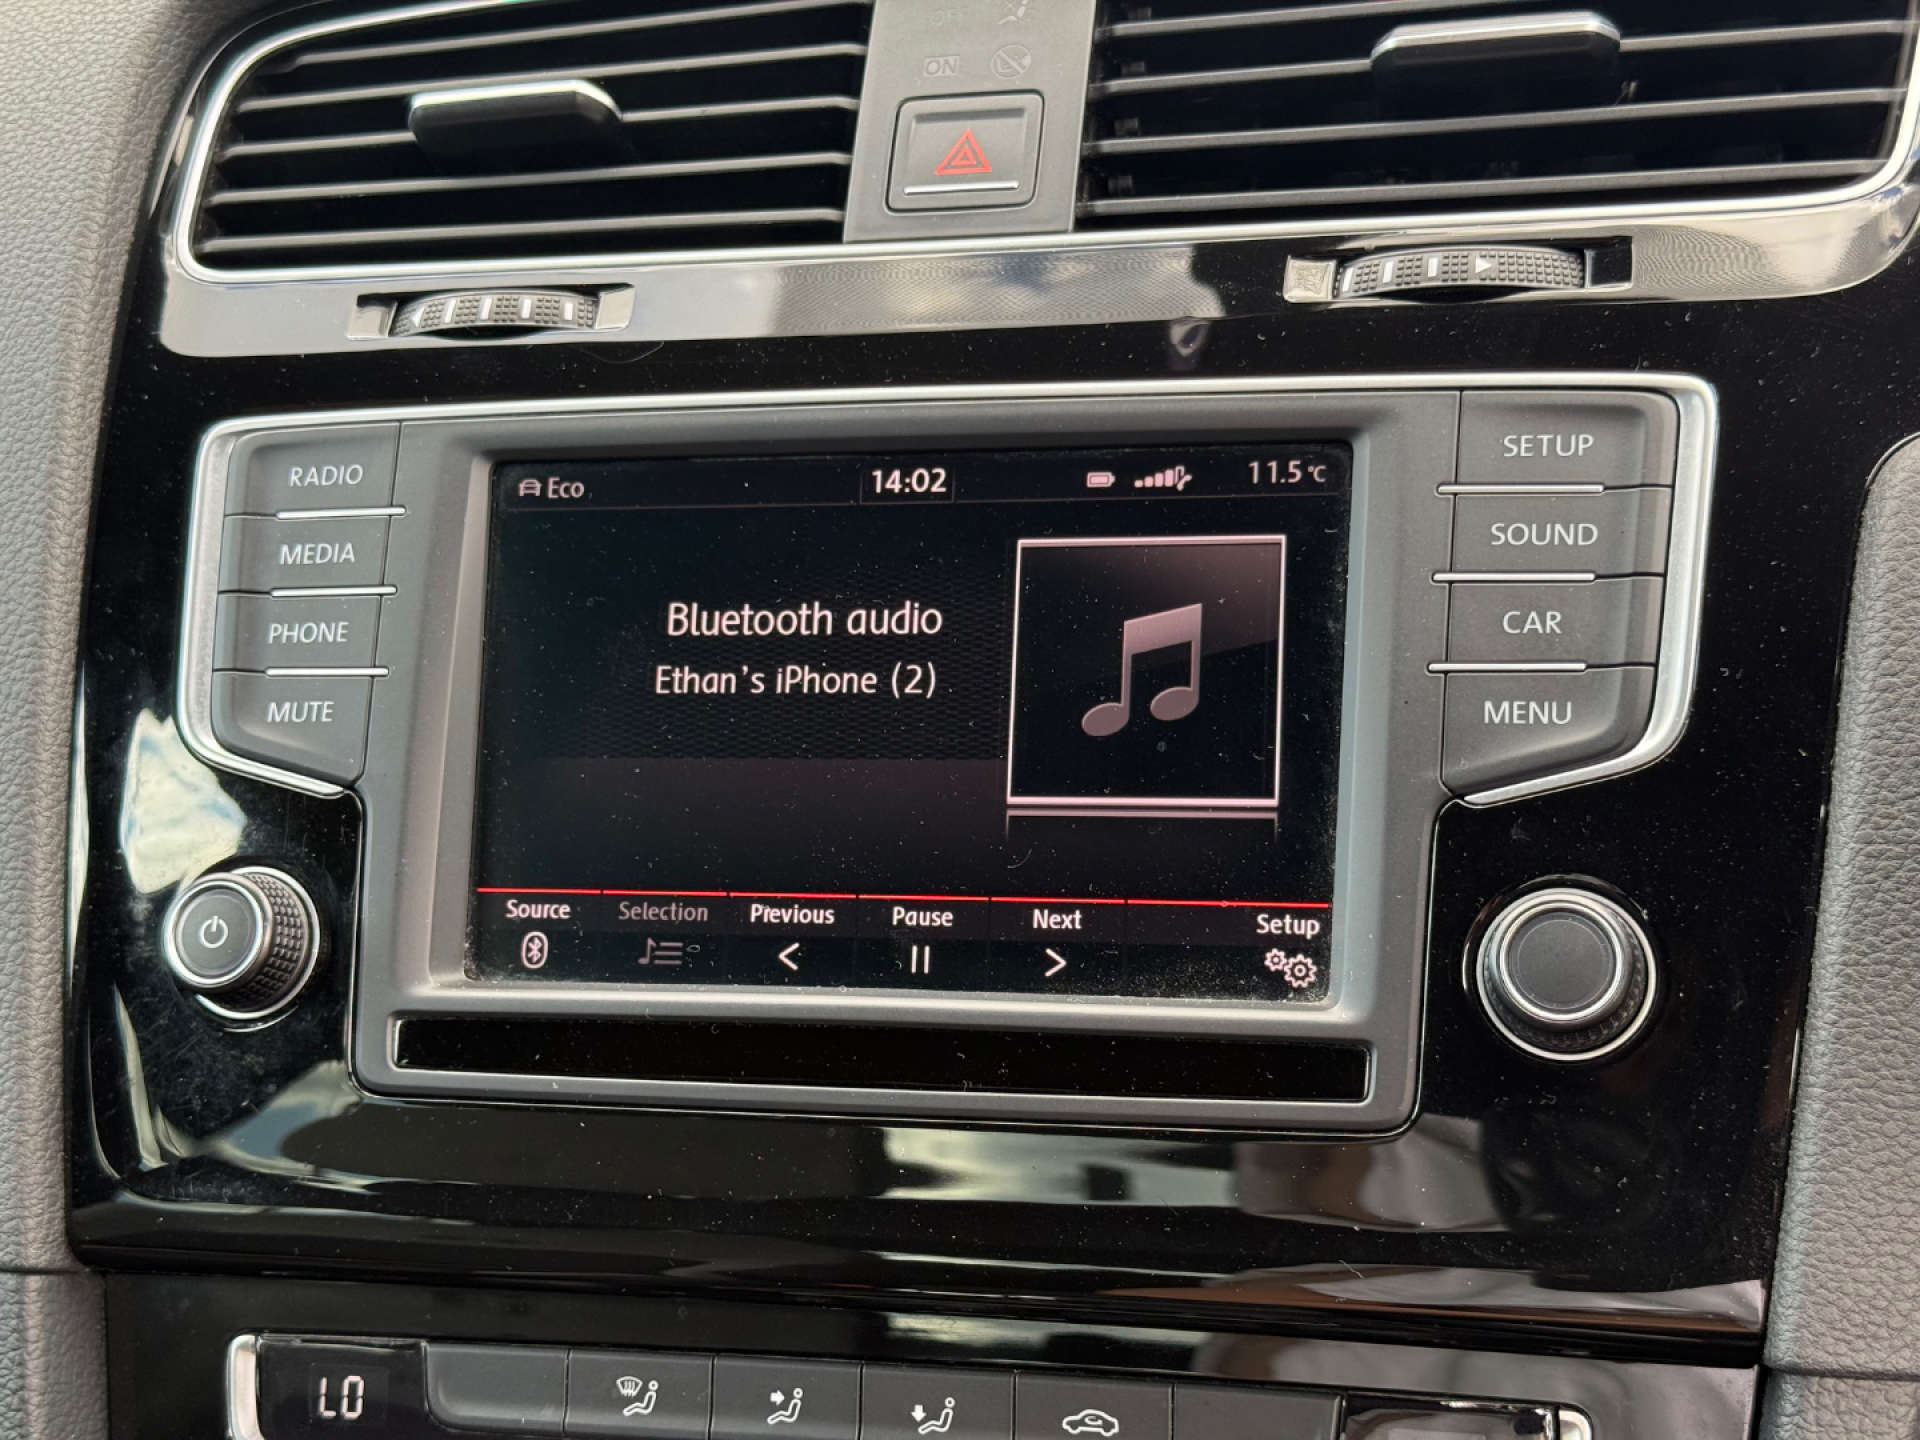 OFF
ON
RADIO
MEDIA
PHONE
MUTE
Eco
14:02
11.5°C
Bluetooth audio
Ethan's iPhone (2)
Source
Selection
Previous
Pause
Next
Setup
SETUP
SOUND
CAR
MENU
LO